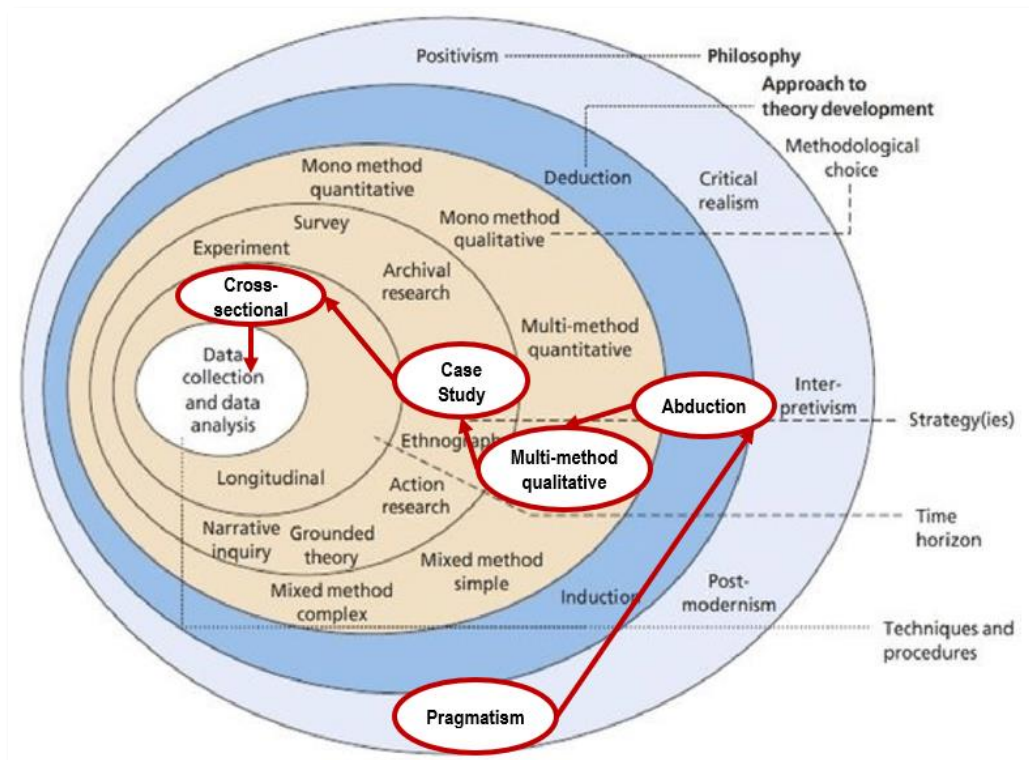 Positivism
Philosophy
Approach to
theory development
Methodological
choice
Mono method
quantitative
Deduction
Critical
realism
Mono method
qualitative
Survey
Experiment
Archival
research
Cross-
sectional
Multi-method
quantitative
Data
collection
and data
analysis
Case
Study
Abduction
Inter-
pretivism
Strategy(ies)
Ethnograph
Multi-method
qualitative
Longitudinal
Action
research
Time
horizon
Narrative
inquiry
Grounded
theory
Mixed method
simple
Mixed method
complex
Induction
Post-
modernism
Techniques and
procedures
Pragmatism